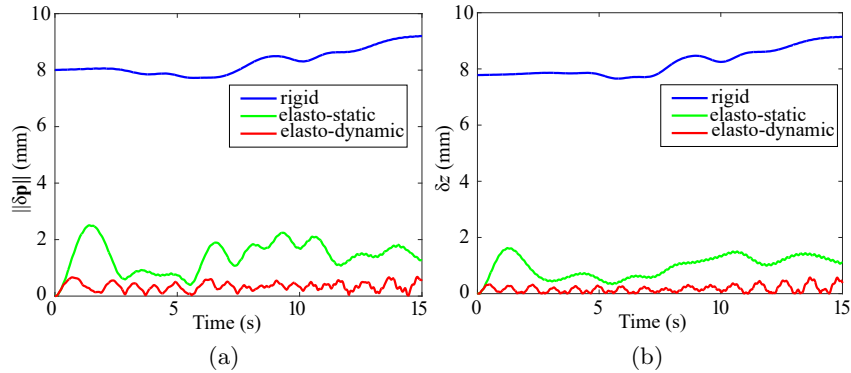 10
8
6
4
2
0
||δp|| (mm)
rigid
elasto-static
elasto-dynamic
0 5 10 15
Time (s)
(a)
10
8
6
4
2
0
δz (mm)
rigid
elasto-static
elasto-dynamic
0 5 10 15
Time (s)
(b)